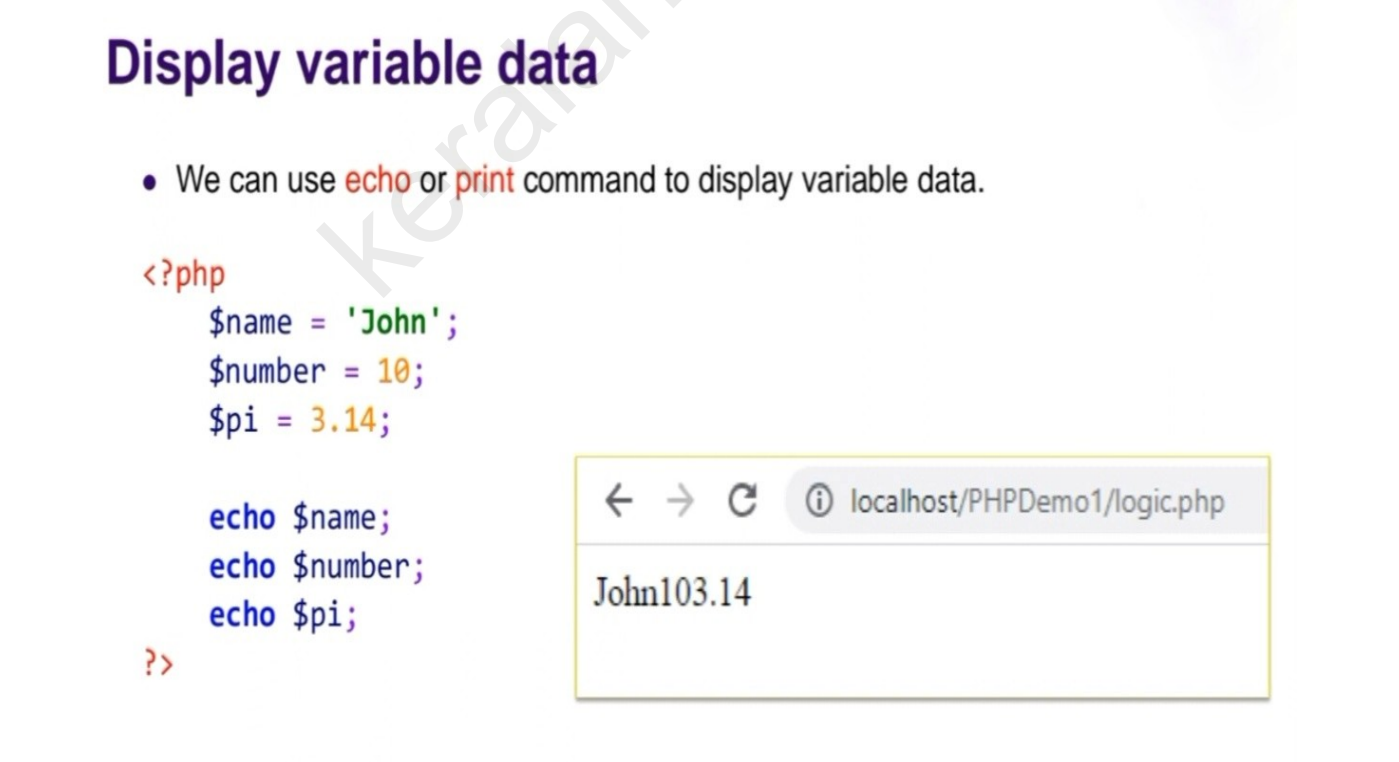 Display variable data
• We can use echo or print command to display variable data.
<?php
$name = 'John';
$number = 10;
$pi = 3.14;
echo $name;
echo $number;
echo $pi;
?>
localhost/PHPDemo1/logic.php
John103.14